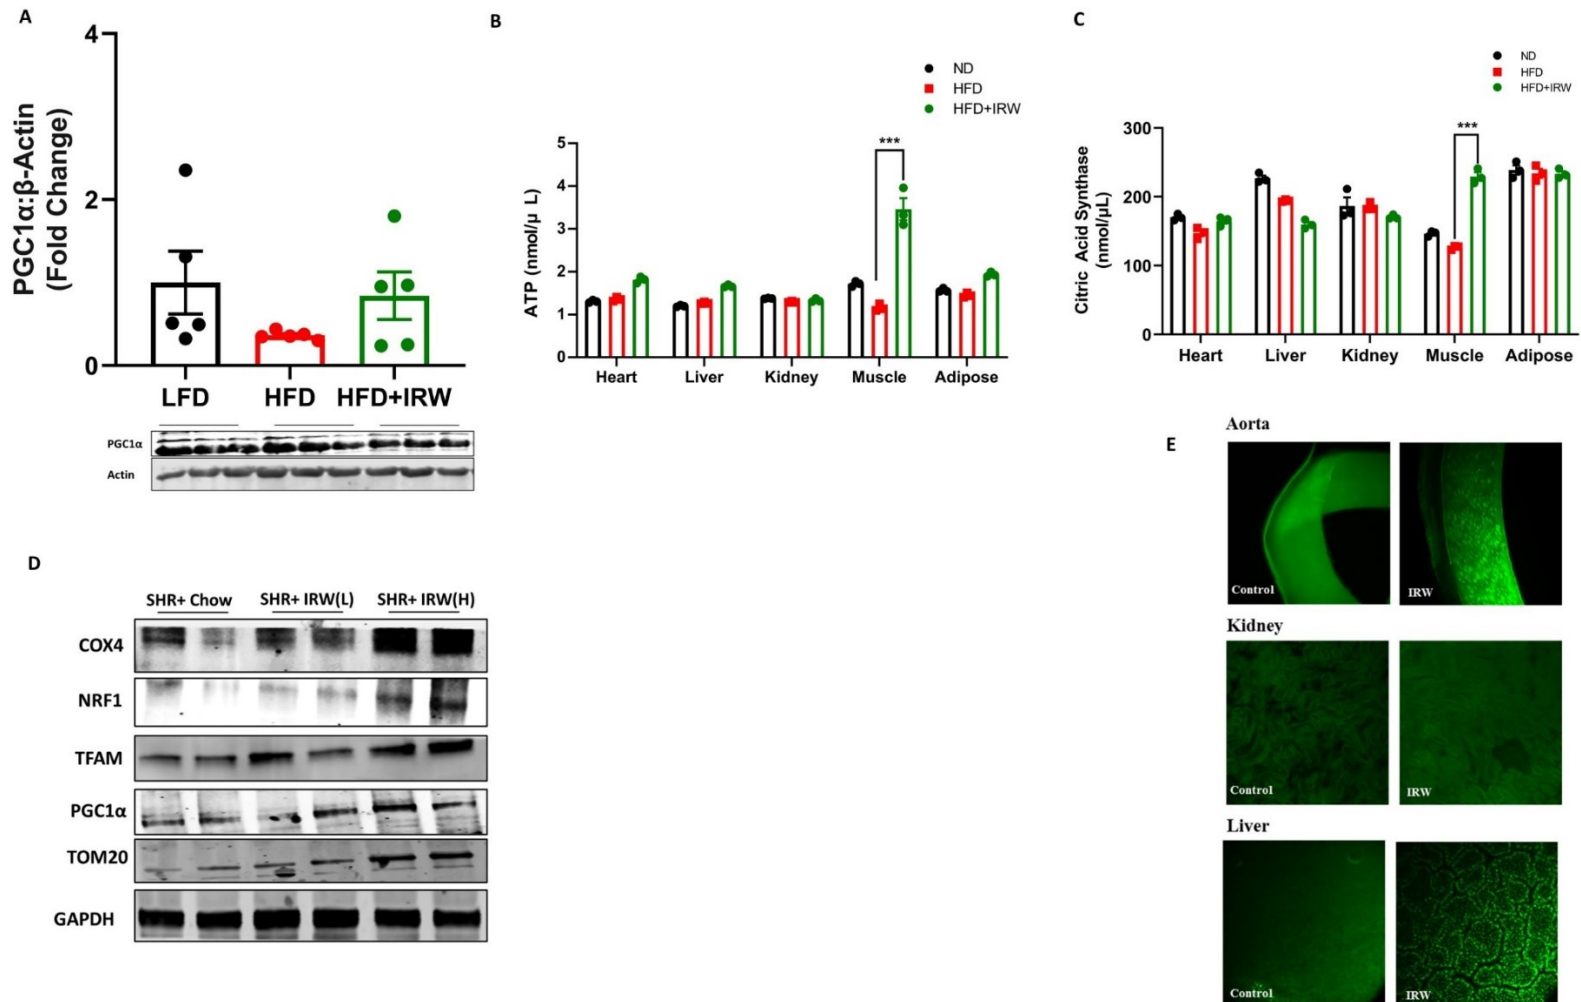 A
PGC1α:β-Actin
(Fold Change)
4
2
0
LFD HFD HFD+IRW
PGC1α
Actin
B
ND
HFD
HFD+IRW
***
ATP (nmol/μ L)
5
4
3
2
1
0
Heart Liver Kidney Muscle Adipose
C
ND
HFD
HFD+IRW
***
Citric Acid Synthase
(nmol/μL)
300
200
100
0
Heart Liver Kidney Muscle Adipose
D
SHR+ Chow SHR+ IRW(L) SHR+ IRW(H)
COX4
NRF1
TFAM
PGC1α
TOM20
GAPDH
E
Aorta
Control IRW
Kidney
Control IRW
Liver
Control IRW